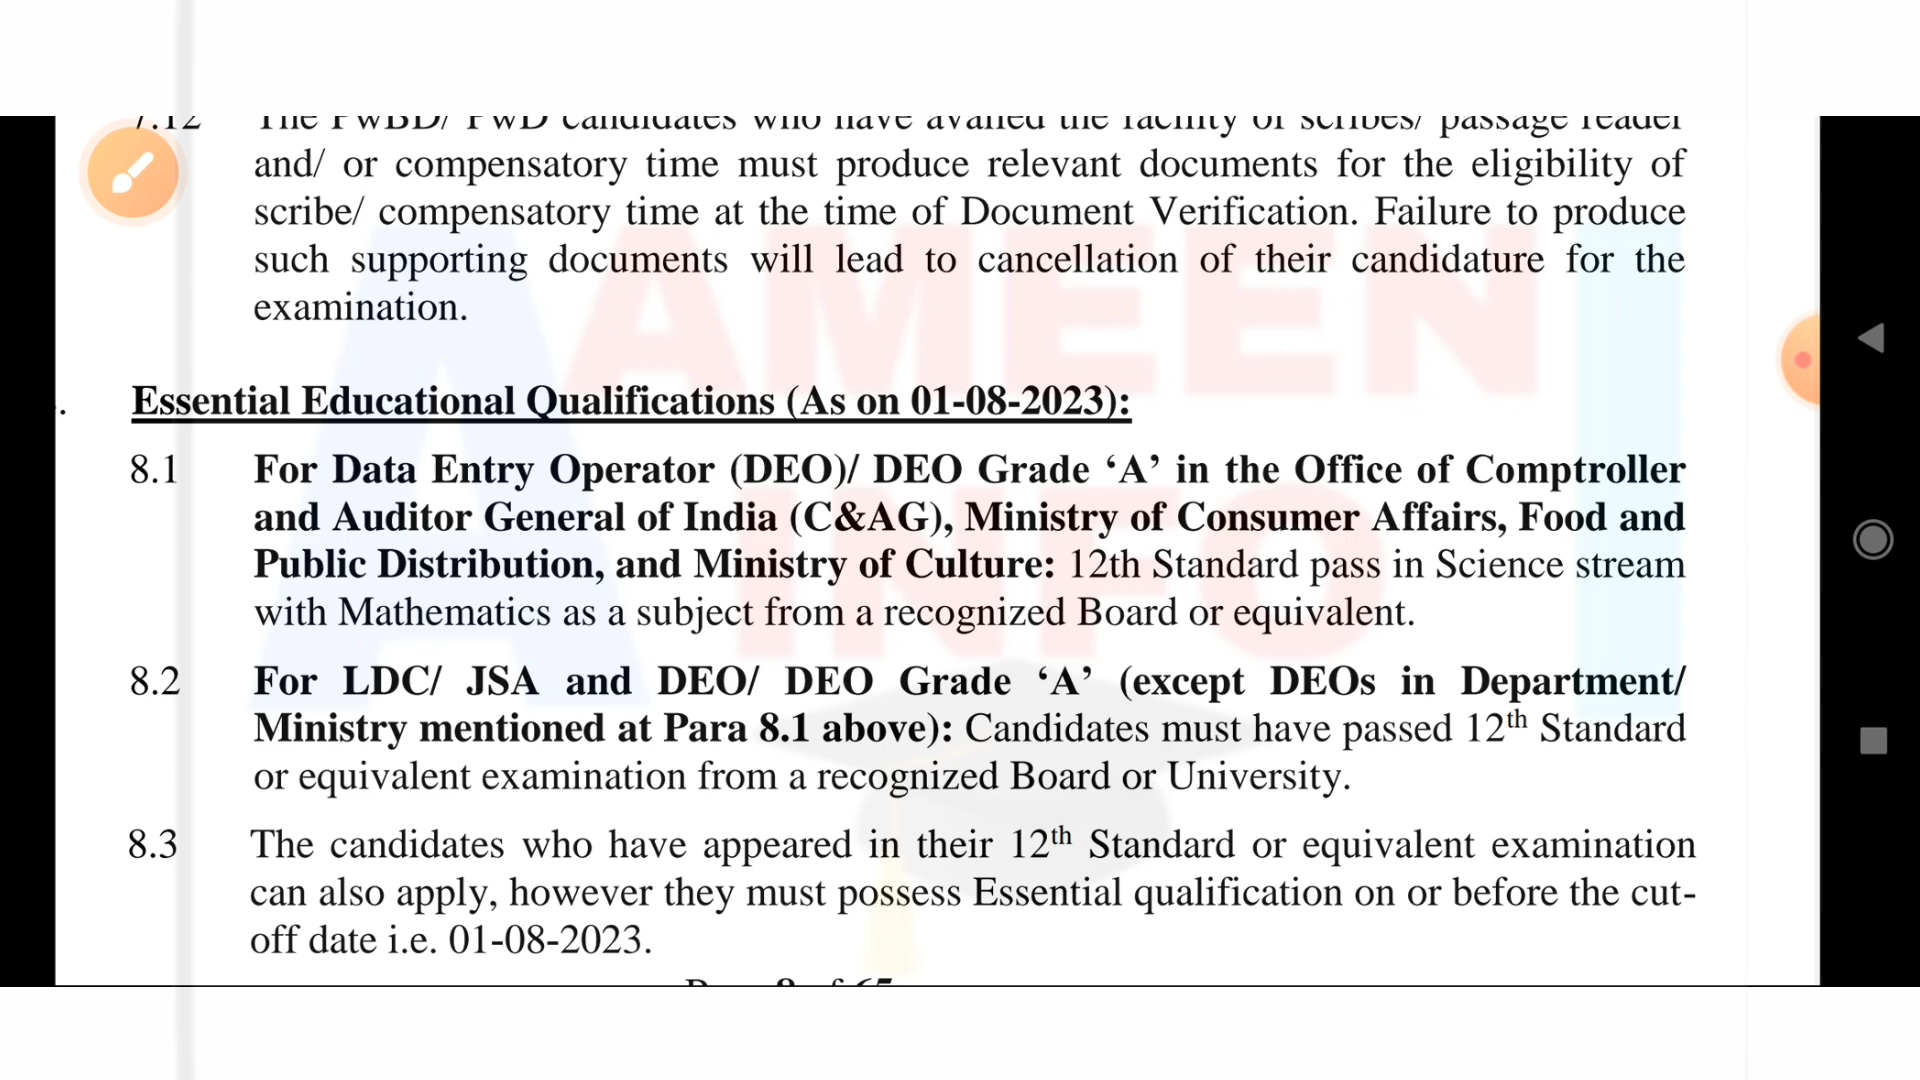 7.12 The PwBD/ PwD candidates who have availed the facility of scribes/ passage reader
and/ or compensatory time must produce relevant documents for the eligibility of
scribe/ compensatory time at the time of Document Verification. Failure to produce
such supporting documents will lead to cancellation of their candidature for the
examination.
Essential Educational Qualifications (As on 01-08-2023):
8.1 For Data Entry Operator (DEO)/ DEO Grade ‘A’ in the Office of Comptroller
and Auditor General of India (C&AG), Ministry of Consumer Affairs, Food and
Public Distribution, and Ministry of Culture: 12th Standard pass in Science stream
with Mathematics as a subject from a recognized Board or equivalent.
8.2 For LDC/ JSA and DEO/ DEO Grade ‘A’ (except DEOs in Department/
Ministry mentioned at Para 8.1 above): Candidates must have passed 12th Standard
or equivalent examination from a recognized Board or University.
8.3 The candidates who have appeared in their 12th Standard or equivalent examination
can also apply, however they must possess Essential qualification on or before the cut-
off date i.e. 01-08-2023.
AMEEN
INFO